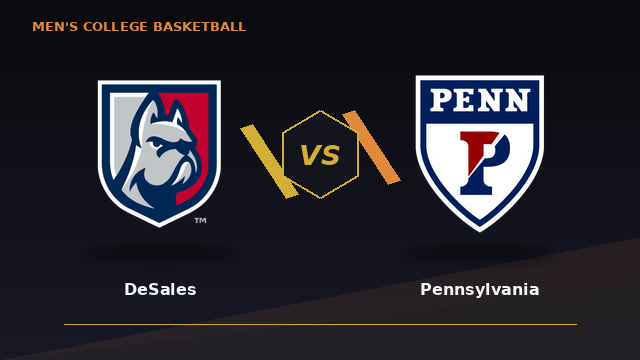 MEN'S COLLEGE BASKETBALL
PENN
P
VS
TM
DeSales
Pennsylvania